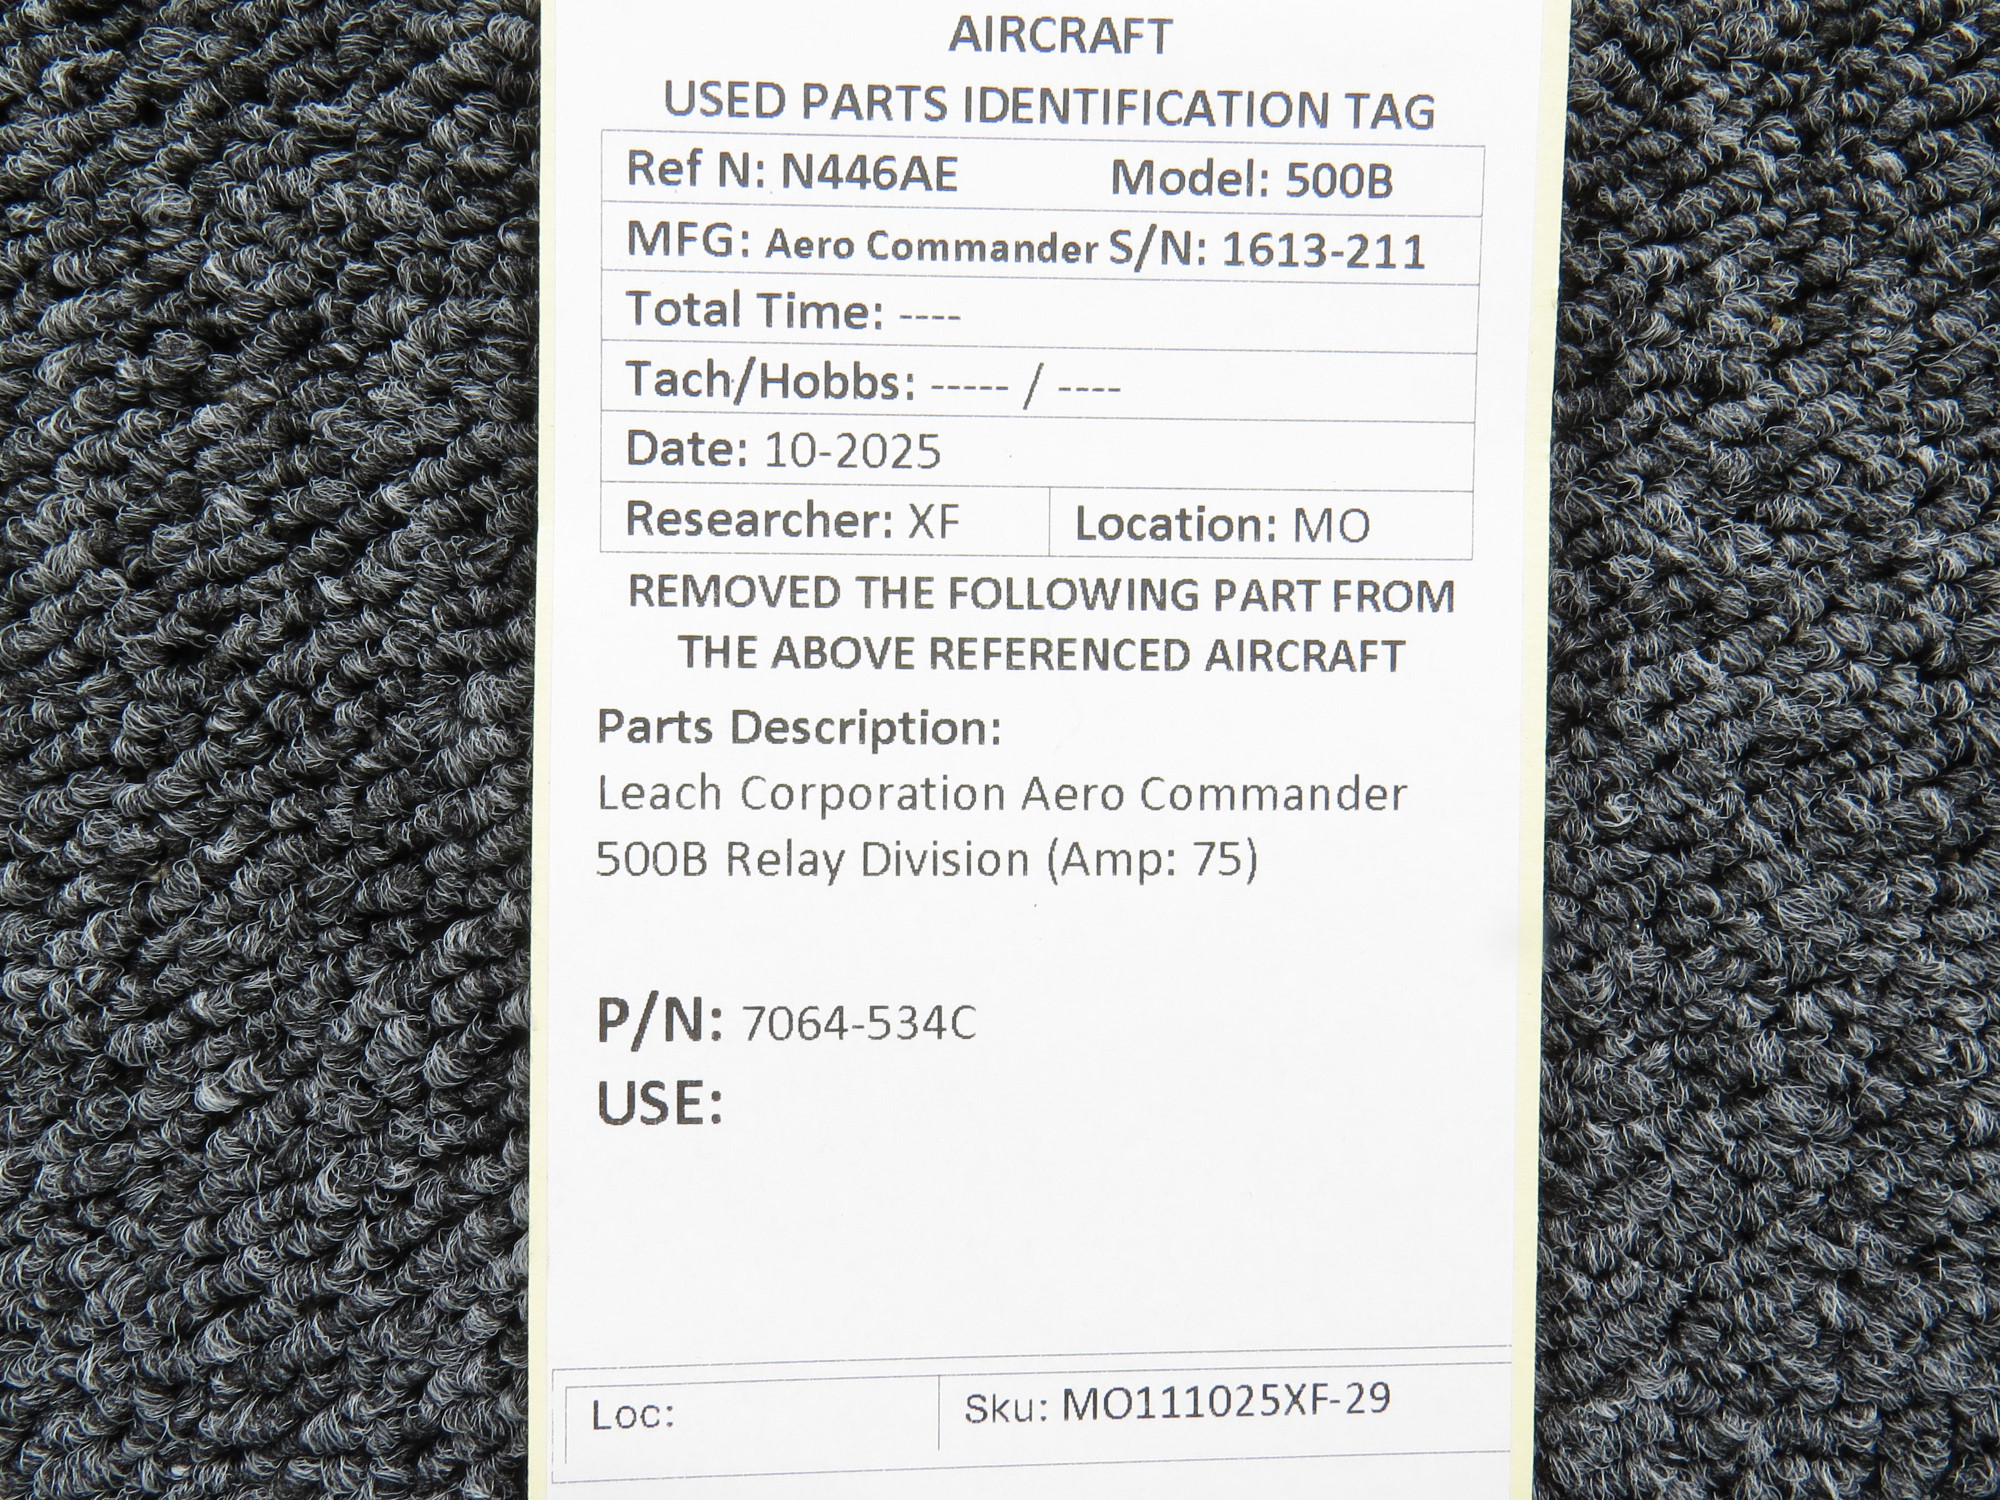 AIRCRAFT
USED PARTS IDENTIFICATION TAG
Ref N: N446AE Model: 500B
MFG: Aero Commander S/N: 1613-211
Total Time: ----
Tach/Hobbs: ----- / ----
Date: 10-2025
Researcher: XF Location: MO
REMOVED THE FOLLOWING PART FROM
THE ABOVE REFERENCED AIRCRAFT
Parts Description:
Leach Corporation Aero Commander
500B Relay Division (Amp: 75)
P/N: 7064-534C
USE:
Loc: Sku: MO111025XF-29